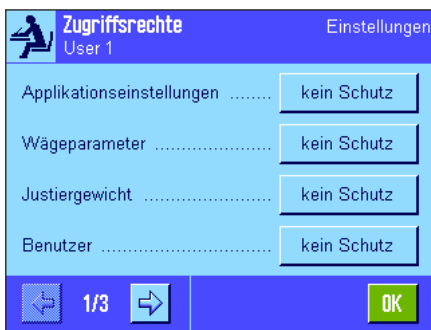 Zugriffsrechte Einstellungen
User 1
Applikationseinstellungen ........ kein Schutz
Wägeparameter ...................... kein Schutz
Justiergewicht ........................ kein Schutz
Benutzer ................................ kein Schutz
1/3 OK